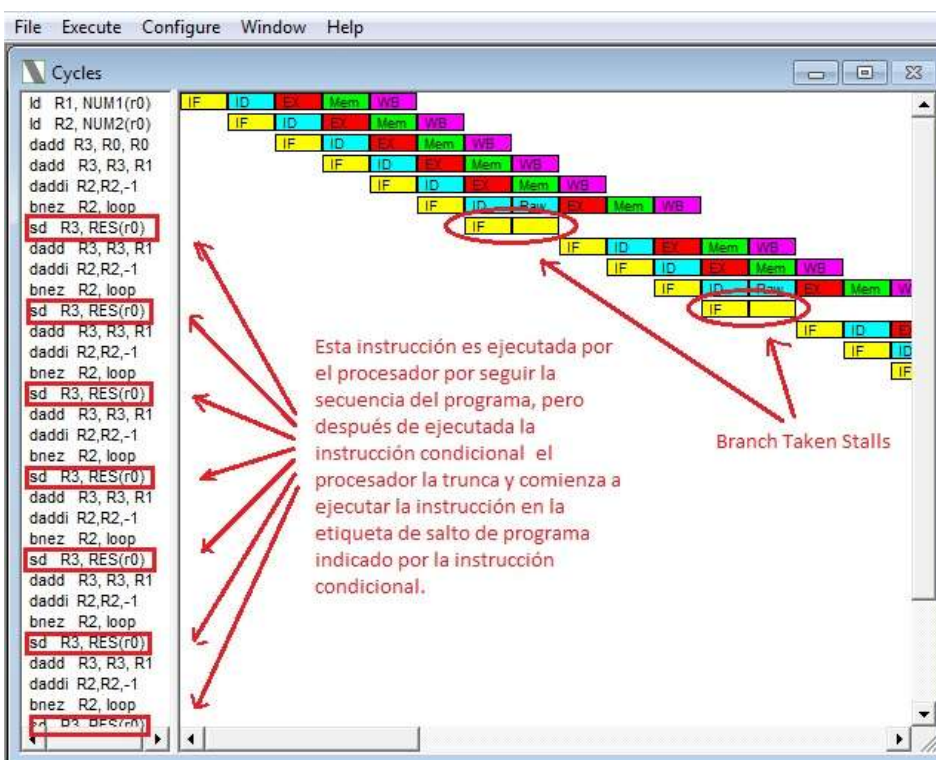 File Execute Configure Window Help
Cycles
ld R1, NUM1(r0)
ld R2, NUM2(r0)
dadd R3, R0, R0
dadd R3, R3, R1
daddi R2,R2,-1
bnez R2, loop
sd R3, RES(r0)
dadd R3, R3, R1
daddi R2,R2,-1
bnez R2, loop
sd R3, RES(r0)
dadd R3, R3, R1
daddi R2,R2,-1
bnez R2, loop
sd R3, RES(r0)
dadd R3, R3, R1
daddi R2,R2,-1
bnez R2, loop
sd R3, RES(r0)
dadd R3, R3, R1
daddi R2,R2,-1
bnez R2, loop
sd R3, RES(r0)
dadd R3, R3, R1
daddi R2,R2,-1
bnez R2, loop
sd R3, RES(r0)
dadd R3, R3, R1
daddi R2,R2,-1
bnez R2, loop
sd R3, RES(r0)
IF ID EX Mem WB
IF ID EX Mem WB
IF ID EX Mem WB
IF ID EX Mem WB
IF ID EX Mem WB
IF ID Raw EX Mem WB
IF
IF ID EX Mem WB
IF ID EX Mem WB
IF ID Raw EX Mem W
IF
IF ID E
IF ID
IF
Esta instrucción es ejecutada por
el procesador por seguir la
secuencia del programa, pero
después de ejecutada la
instrucción condicional el
procesador la trunca y comienza a
ejecutar la instrucción en la
etiqueta de salto de programa
indicado por la instrucción
condicional.
Branch Taken Stalls